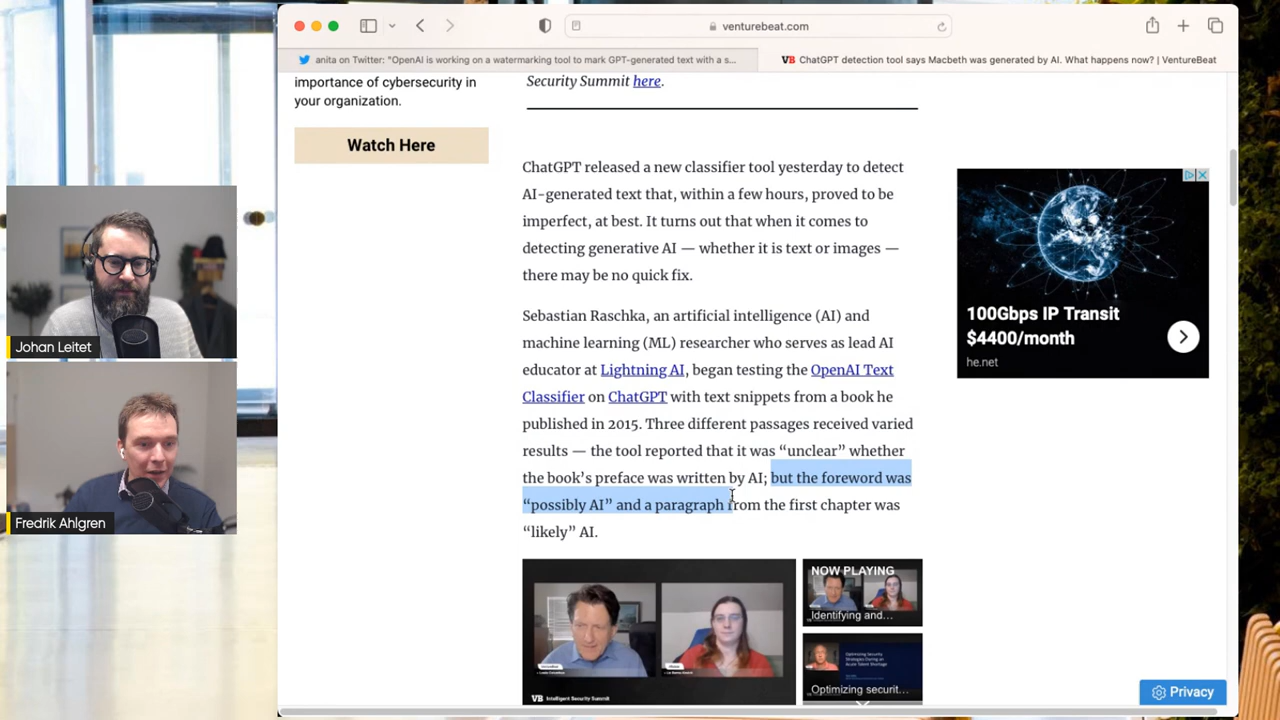 venturebeat.com
anita on Twitter: "OpenAI is working on a watermarking tool to mark GPT-generated text with a s...
VB ChatGPT detection tool says Macbeth was generated by AI. What happens now? | VentureBeat
importance of cybersecurity in
your organization.
Watch Here
Security Summit here.
ChatGPT released a new classifier tool yesterday to detect
AI-generated text that, within a few hours, proved to be
imperfect, at best. It turns out that when it comes to
detecting generative AI — whether it is text or images —
there may be no quick fix.
Sebastian Raschka, an artificial intelligence (AI) and
machine learning (ML) researcher who serves as lead AI
educator at Lightning AI, began testing the OpenAI Text
Classifier on ChatGPT with text snippets from a book he
published in 2015. Three different passages received varied
results — the tool reported that it was “unclear” whether
the book’s preface was written by AI; but the foreword was
“possibly AI” and a paragraph from the first chapter was
“likely” AI.
100Gbps IP Transit
$4400/month
he.net
NOW PLAYING
Identifying and...
Optimizing securit...
VB Intelligent Security Summit
Privacy
Johan Leitet
Fredrik Ahlgren